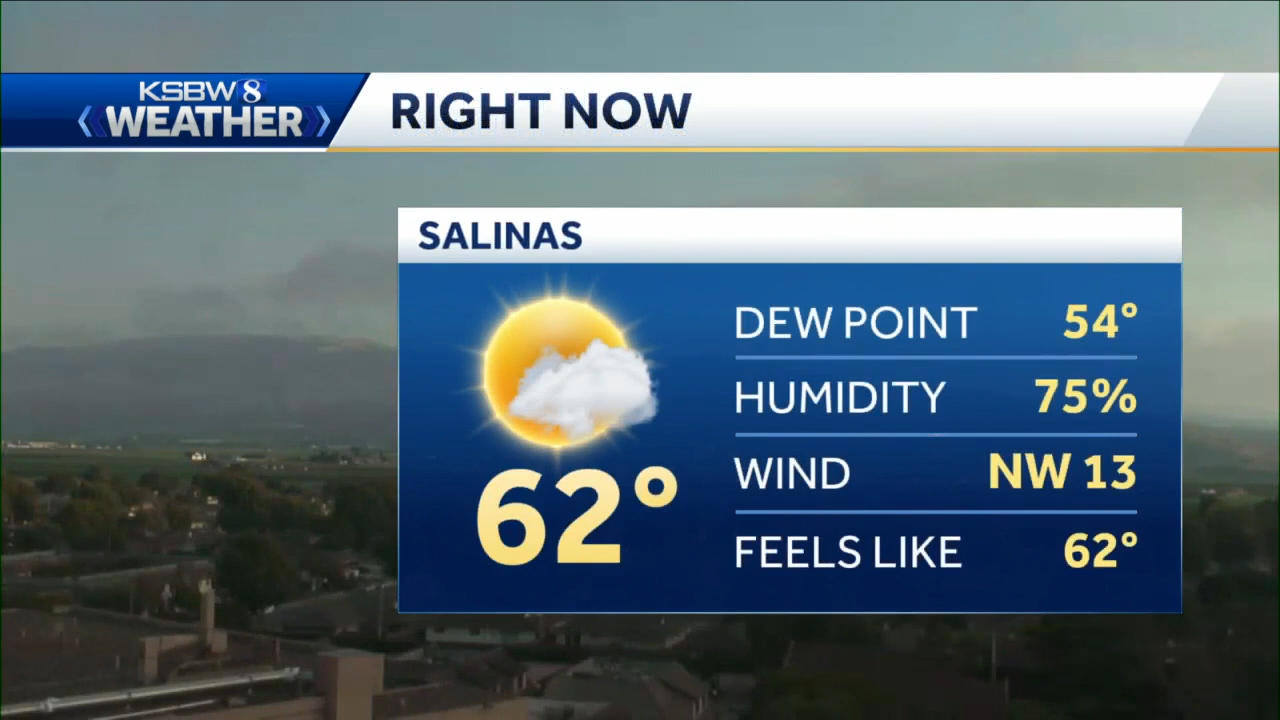 KSBW 8
WEATHER
RIGHT NOW
SALINAS
62°
DEW POINT 54°
HUMIDITY 75%
WIND NW 13
FEELS LIKE 62°